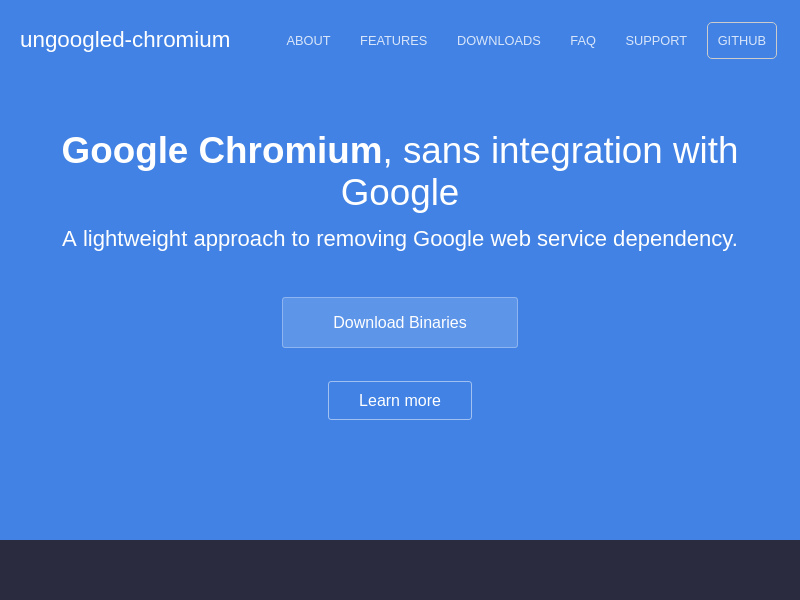 ungoogled-chromium
ABOUT FEATURES DOWNLOADS FAQ SUPPORT GITHUB
Google Chromium, sans integration with
Google
A lightweight approach to removing Google web service dependency.
Download Binaries
Learn more